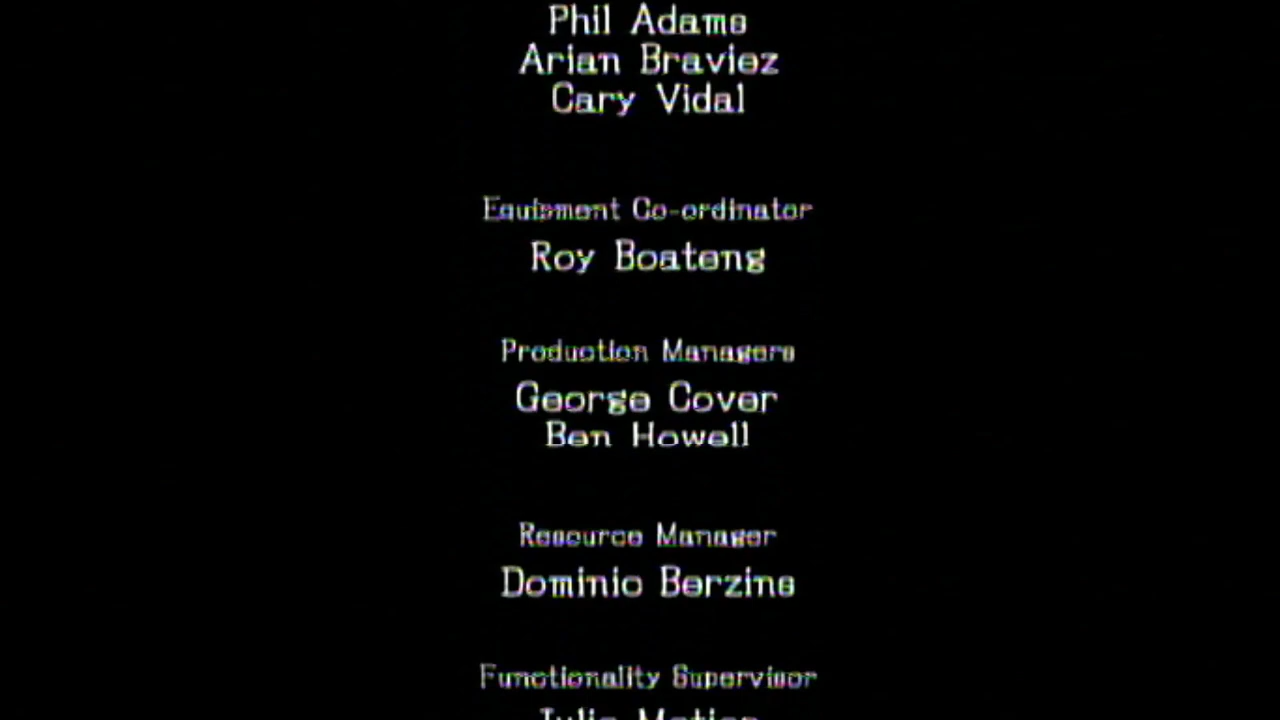 Phil Adams
Arian Braviez
Cary Vidal
Equipment Co-ordinator
Roy Boateng
Production Managers
George Cover
Ben Howell
Resource Manager
Dominic Berzins
Functionality Supervisor